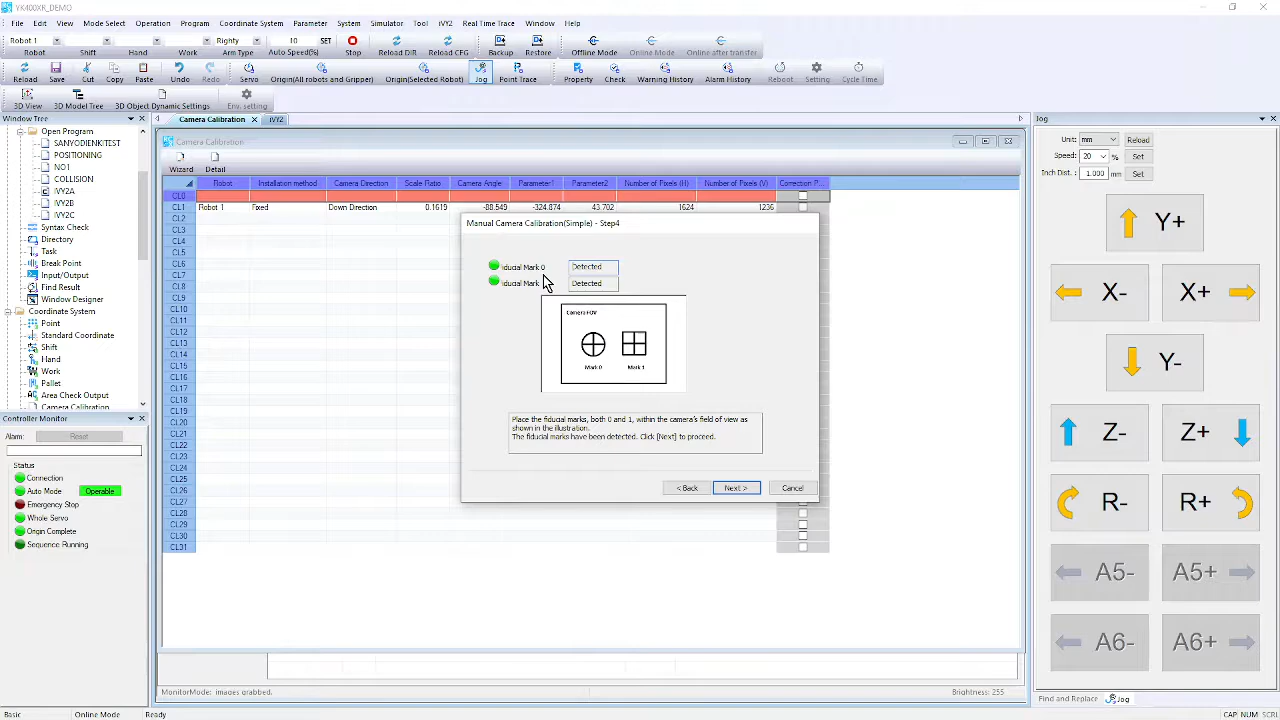 YK400XR_DEMO
File Edit View Mode Select Operation Program Coordinate System Parameter System Simulator Tool iVY2 Real Time Trace Window Help
Robot 1 Righty 10 SET
Robot Shift Hand Work Arm Type Auto Speed(%) Stop Reload DIR Reload CFG Backup Restore Offline Mode Online Mode Online after transfer
Reload Save Cut Copy Paste Undo Redo Servo Origin(All robots and Gripper) Origin(Selected Robot) Jog Point Trace Property Check Warning History Alarm History Reboot Setting Cycle Time
3D View 3D Model Tree 3D Object Dynamic Settings Env. setting
Window Tree
Open Program
SANYODENKITEST
POSITIONING
NO1
COLLISION
IVY2A
IVY2B
IVY2C
Syntax Check
Directory
Task
Break Point
Input/Output
Find Result
Window Designer
Coordinate System
Point
Standard Coordinate
Shift
Hand
Work
Pallet
Area Check Output
Camera Calibration
Controller Monitor
Alarm: Reset
Status
Connection
Auto Mode Operable
Emergency Stop
Whole Servo
Origin Complete
Sequence Running
Camera Calibration iVY2
Camera Calibration
Wizard Detail
Robot Installation method Camera Direction Scale Ratio Camera Angle Parameter1 Parameter2 Number of Pixels (H) Number of Pixels (V) Correction P...
CL0
CL1 Robot 1 Fixed Down Direction 0.1619 -88.549 -324.874 43.702 1624 1236
CL2
CL3
CL4
CL5
CL6
CL7
CL8
CL9
CL10
CL11
CL12
CL13
CL14
CL15
CL16
CL17
CL18
CL19
CL20
CL21
CL22
CL23
CL24
CL25
CL26
CL27
CL28
CL29
CL30
CL31
Manual Camera Calibration(Simple) - Step4
iducial Mark 0 Detected
iducial Mark Detected
Camera FOV
Mark 0 Mark 1
Place the fiducial marks, both 0 and 1, within the camera's field of view as
shown in the illustration.
The fiducial marks have been detected. Click [Next] to proceed.
< Back Next > Cancel
MonitorMode: images grabbed. Brightness: 255
Jog
Unit: mm Reload
Speed: 20 % Set
Inch Dist.: 1.000 mm Set
Y+
X- X+
Y-
Z- Z+
R- R+
A5- A5+
A6- A6+
Find and Replace Jog
Basic Online Mode Ready CAP NUM SCRL